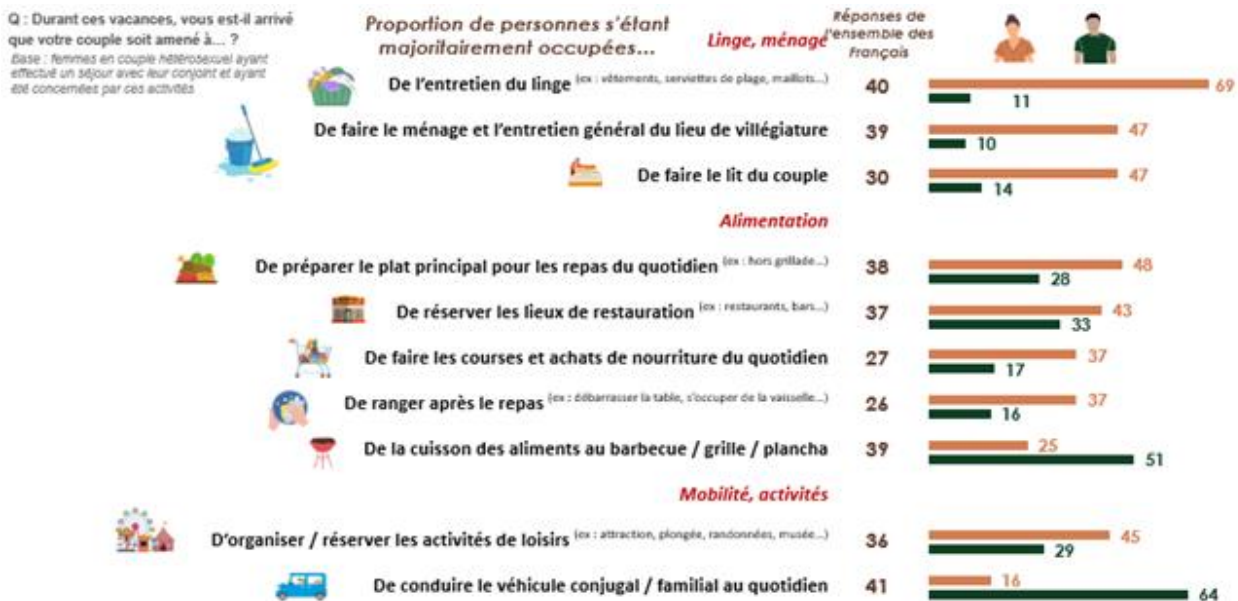 Q : Durant ces vacances, vous est-il arrivé
que votre couple soit amené à... ?
Base : femmes en couple hétérosexuel ayant
effectué un séjour avec leur conjoint et ayant
été concernées par ces activités
Proportion de personnes s'étant
majoritairement occupées...
Réponses de
l'ensemble des
Français
Linge, ménage
De l'entretien du linge (ex : vêtements, serviettes de plage, maillots...) 40 69 11
De faire le ménage et l'entretien général du lieu de villégiature 39 47 10
De faire le lit du couple 30 47 14
Alimentation
De préparer le plat principal pour les repas du quotidien (ex : hors grillade...) 38 48 28
De réserver les lieux de restauration (ex : restaurants, bars...) 37 43 33
De faire les courses et achats de nourriture du quotidien 27 37 17
De ranger après le repas (ex : débarrasser la table, s'occuper de la vaisselle...) 26 37 16
De la cuisson des aliments au barbecue / grille / plancha 39 25 51
Mobilité, activités
D'organiser / réserver les activités de loisirs (ex : attraction, plongée, randonnées, musée...) 36 45 29
De conduire le véhicule conjugal / familial au quotidien 41 16 64